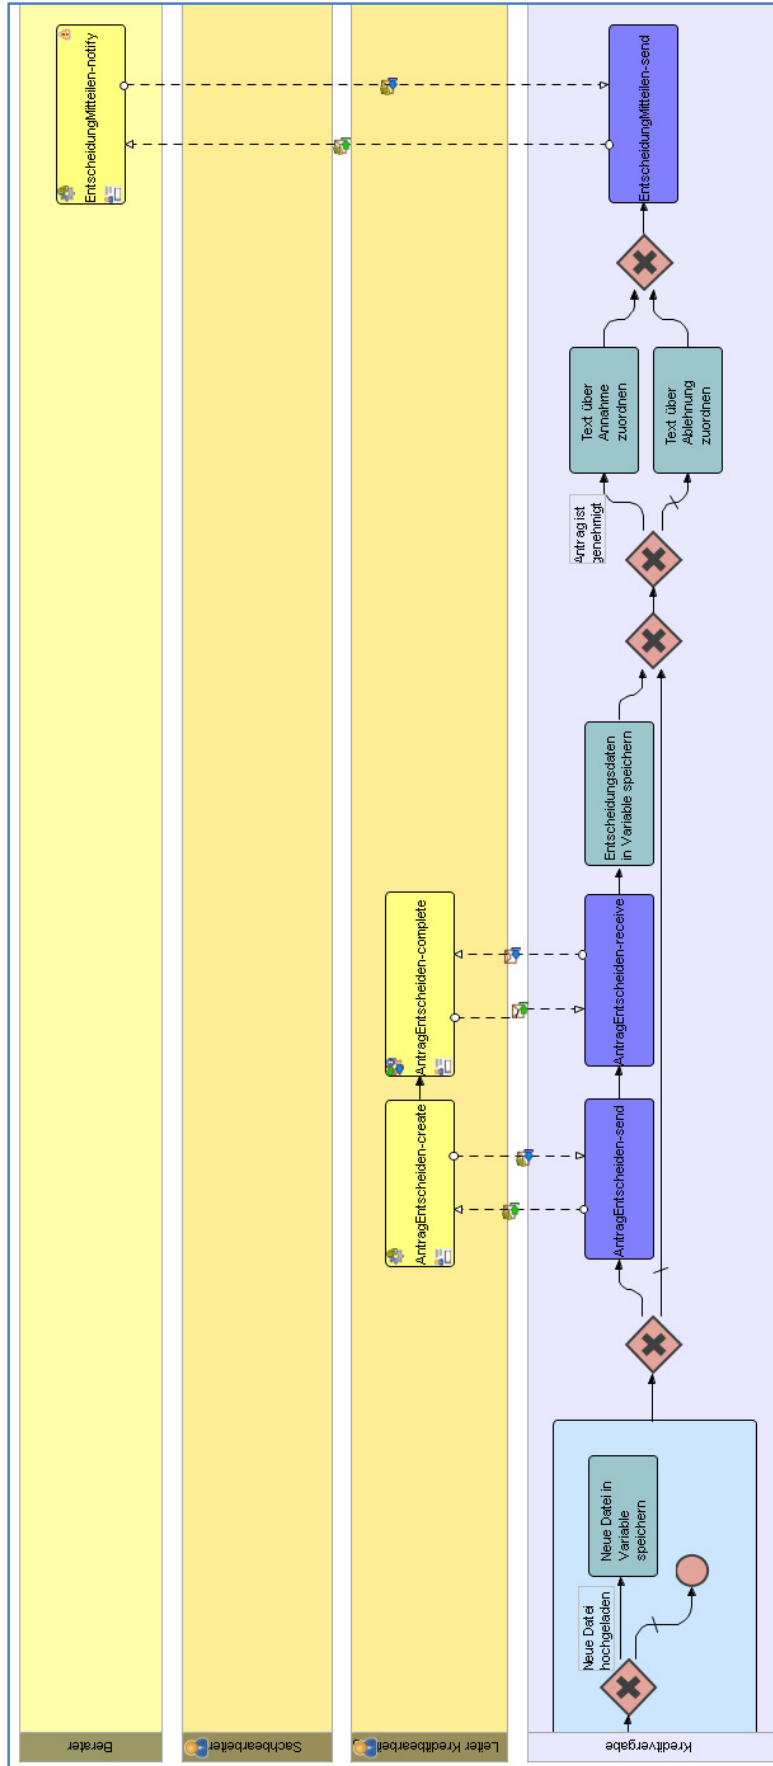 Berater
EntscheidungMitteilen-notify
Sachbearbeiter
Leiter Kreditbearbeit
AntragEntscheiden-create
AntragEntscheiden-complete
Kreditvergabe
Neue Datei
hochgeladen
Neue Datei in
Variable
speichern
AntragEntscheiden-send
AntragEntscheiden-receive
Entscheidungsdaten
in Variable speichern
Antrag ist
genehmigt
Text über
Annahme
zuordnen
Text über
Ablehnung
zuordnen
EntscheidungMitteilen-send